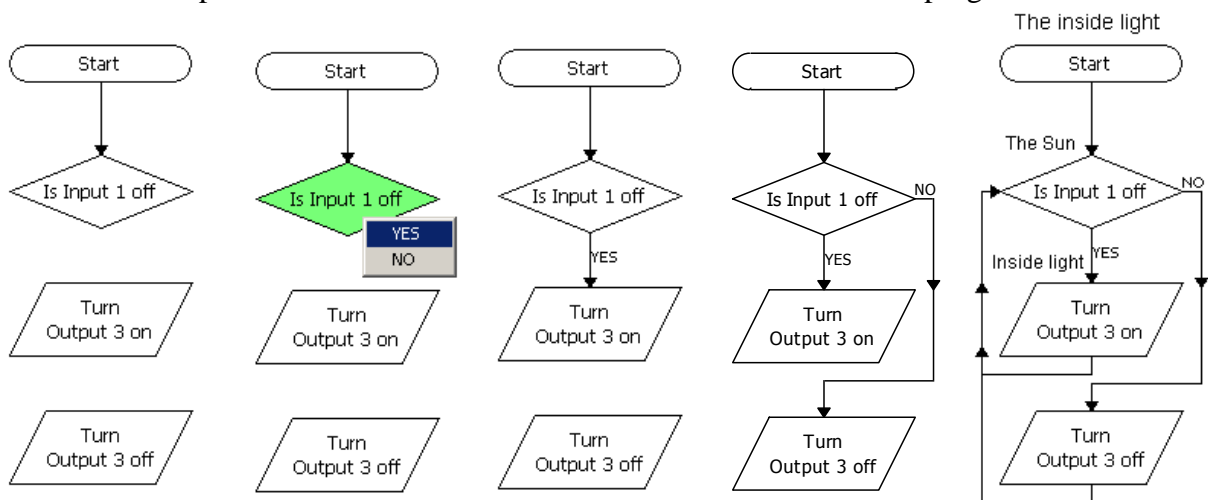 Start
Is Input 1 off
Turn
Output 3 on
Turn
Output 3 off
Start
Is Input 1 off
YES
NO
Turn
Output 3 on
Turn
Output 3 off
Start
Is Input 1 off
YES
Turn
Output 3 on
Turn
Output 3 off
Start
Is Input 1 off
NO
YES
Turn
Output 3 on
Turn
Output 3 off
The inside light
Start
The Sun
Is Input 1 off
NO
YES
Inside light
Turn
Output 3 on
Turn
Output 3 off